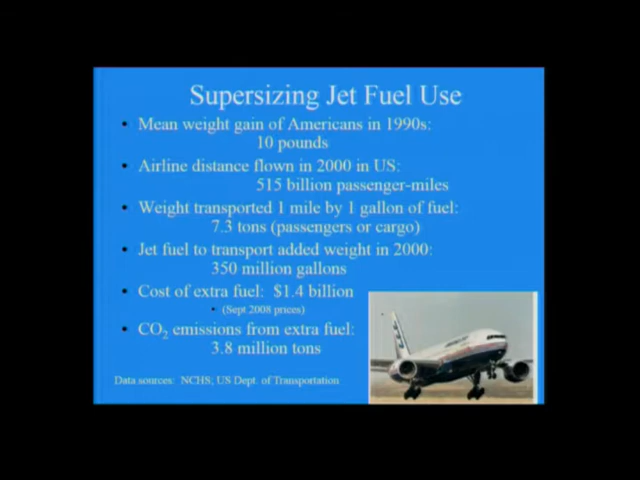 Supersizing Jet Fuel Use
• Mean weight gain of Americans in 1990s:
10 pounds
• Airline distance flown in 2000 in US:
515 billion passenger-miles
• Weight transported 1 mile by 1 gallon of fuel:
7.3 tons (passengers or cargo)
• Jet fuel to transport added weight in 2000:
350 million gallons
• Cost of extra fuel: $1.4 billion
• (Sept 2008 prices)
• CO₂ emissions from extra fuel:
3.8 million tons
Data sources: NCHS; US Dept. of Transportation